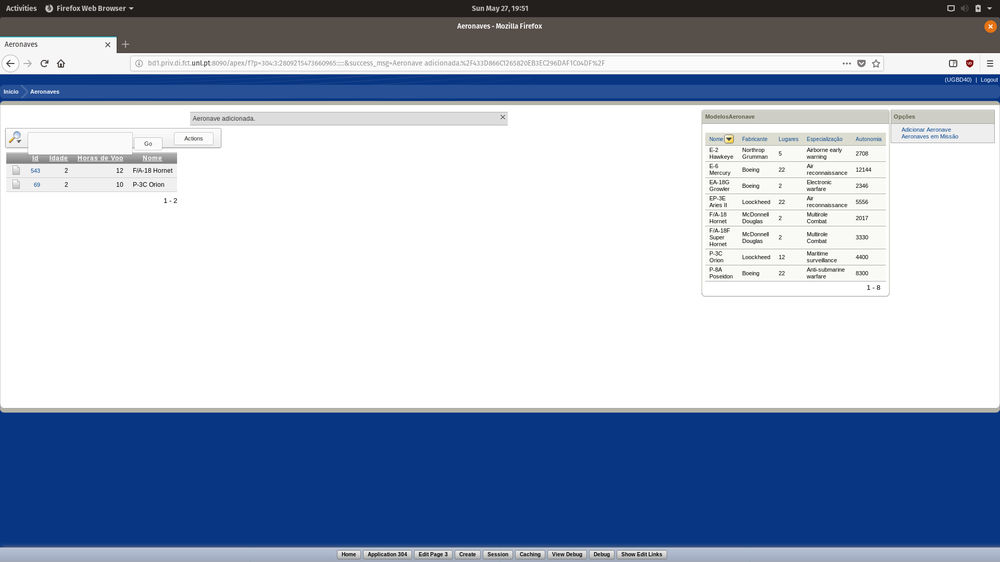 Activities Firefox Web Browser Sun May 27, 19:51
Aeronaves - Mozilla Firefox
Aeronaves
bd1.priv.di.fct.unl.pt:8090/apex/f?p=304:3:2809215473660965:::::&success_msg=Aeronave adicionada.%2F433D866C1265820EB3EC296DAF1C04DF%2F
(UGBD40) | Logout
Inicio Aeronaves
Aeronave adicionada.
Go Actions
Id Idade Horas de Voo Nome
543 2 12 F/A-18 Hornet
69 2 10 P-3C Orion
1 - 2
ModelosAeronave
Nome Fabricante Lugares Especialização Autonomia
E-2 Northrop Airborne early
Hawkeye Grumman 5 warning 2708
E-6 Air
Mercury Boeing 22 reconnaissance 12144
EA-18G Electronic
Growler Boeing 2 warfare 2346
EP-3E Air
Aries II Loockheed 22 reconnaissance 5556
F/A-18 McDonnell Multirole
Hornet Douglas 2 Combat 2017
F/A-18F
Super McDonnell Multirole
Hornet Douglas 2 Combat 3330
P-3C Maritime
Orion Loockheed 12 surveillance 4400
P-8A Anti-submarine
Poseidon Boeing 22 warfare 8300
1 - 8
Opções
Adicionar Aeronave
Aeronaves em Missão
Home Application 304 Edit Page 3 Create Session Caching View Debug Debug Show Edit Links